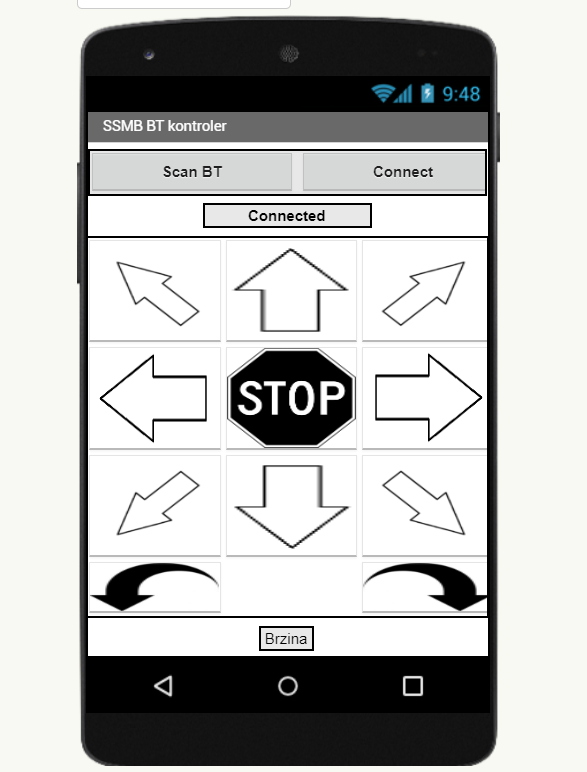 9:48
SSMB BT kontroler
Scan BT
Connect
Connected
STOP
Brzina